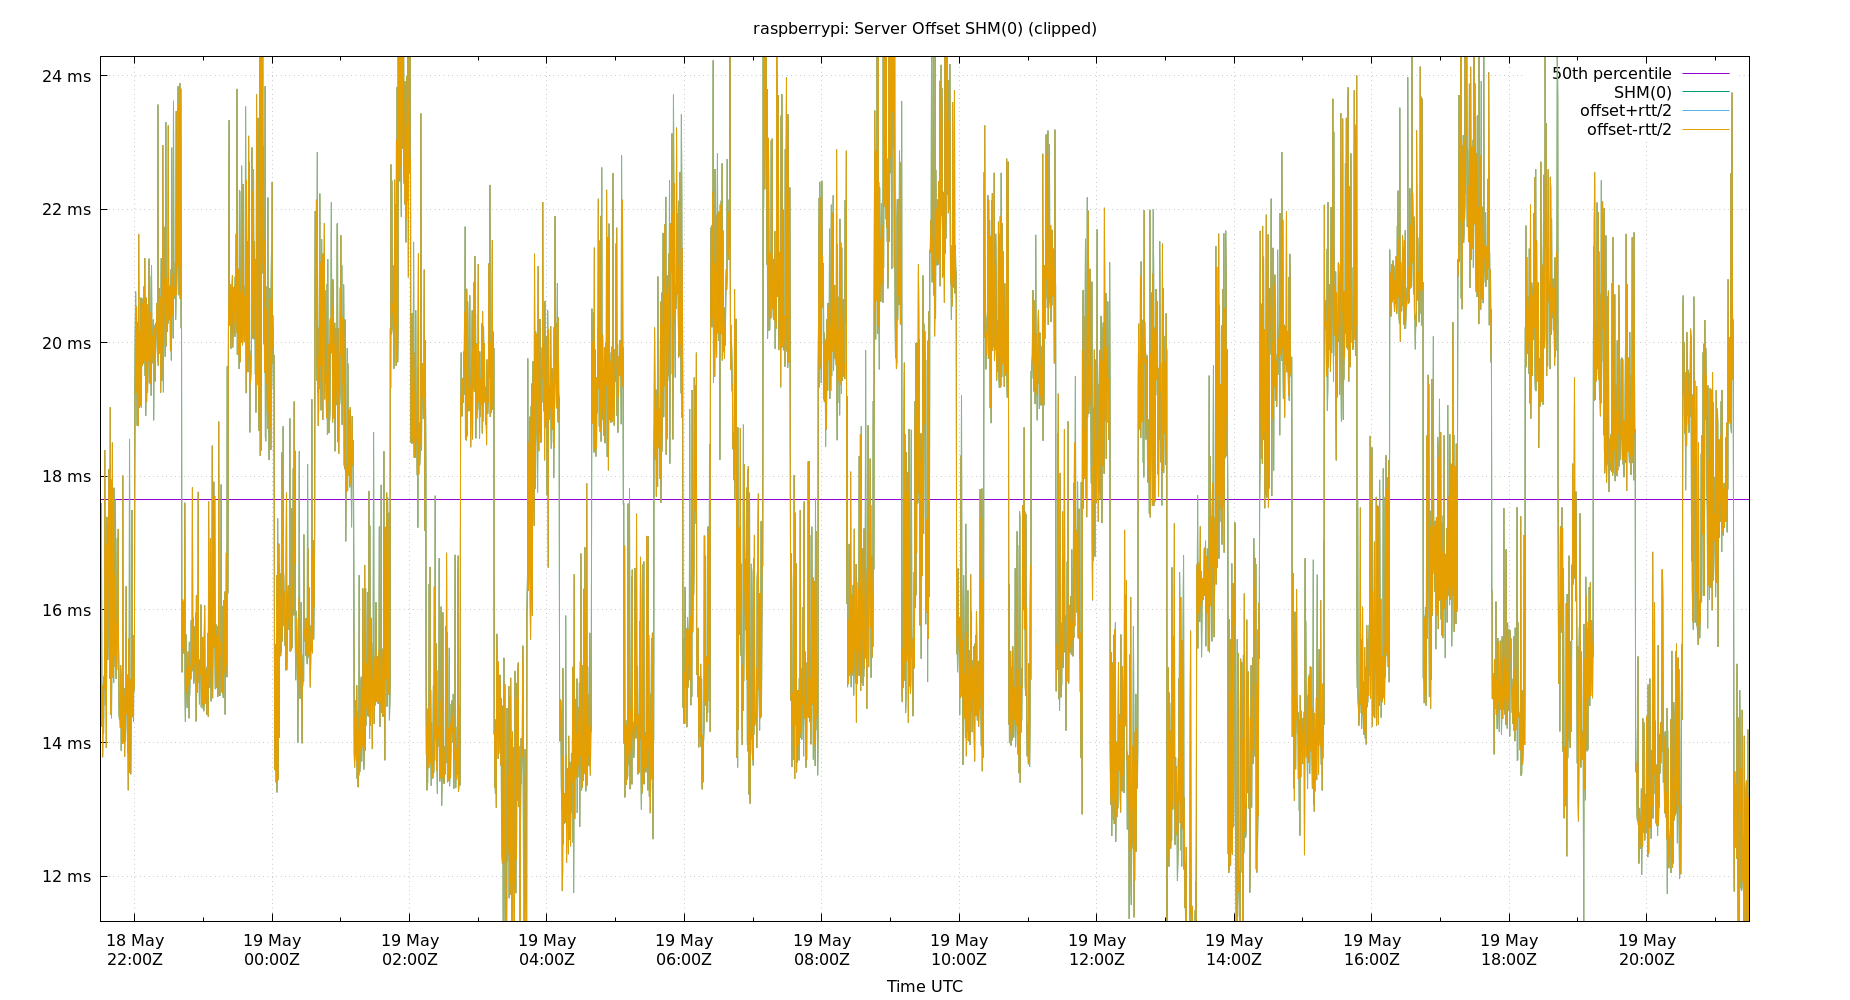 raspberrypi: Server Offset SHM(0) (clipped)
24 ms
22 ms
20 ms
18 ms
16 ms
14 ms
12 ms
50th percentile
SHM(0)
offset+rtt/2
offset-rtt/2
18 May 19 May 19 May 19 May 19 May 19 May 19 May 19 May 19 May 19 May 19 May 19 May
22:00Z 00:00Z 02:00Z 04:00Z 06:00Z 08:00Z 10:00Z 12:00Z 14:00Z 16:00Z 18:00Z 20:00Z
Time UTC